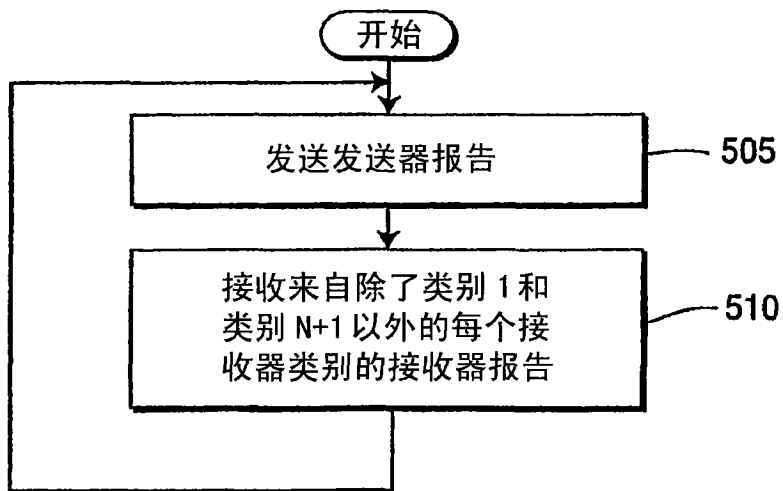 开始
发送发送器报告
505
接收来自除了类别 1 和
类别 N+1 以外的每个接
收器类别的接收器报告
510